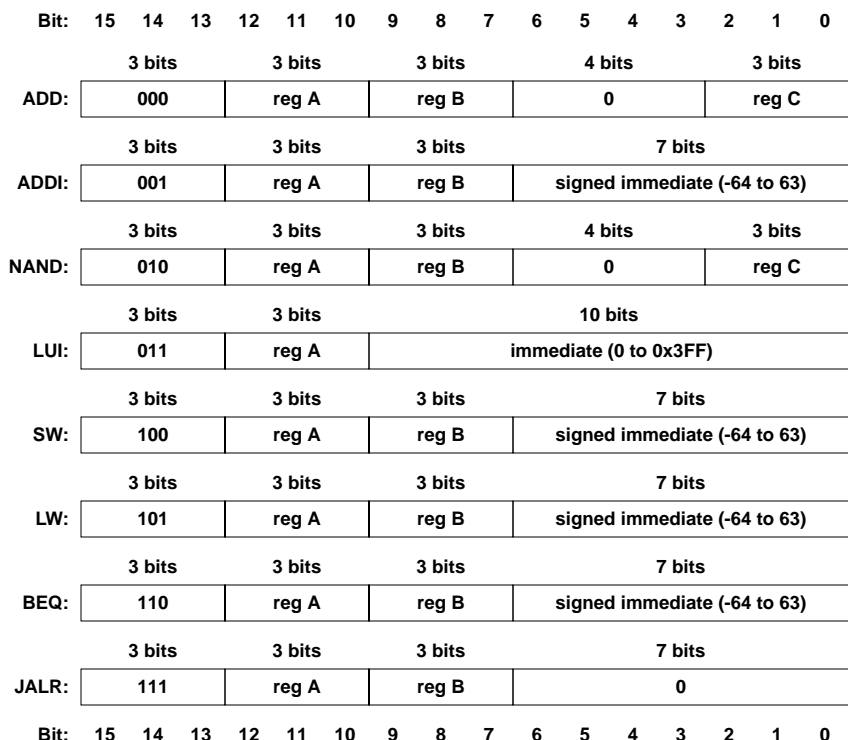 Bit: 15 14 13 12 11 10 9 8 7 6 5 4 3 2 1 0
3 bits 3 bits 3 bits 4 bits 3 bits
ADD: 000 reg A reg B 0 reg C
3 bits 3 bits 3 bits 7 bits
ADDI: 001 reg A reg B signed immediate (-64 to 63)
3 bits 3 bits 3 bits 4 bits 3 bits
NAND: 010 reg A reg B 0 reg C
3 bits 3 bits 10 bits
LUI: 011 reg A immediate (0 to 0x3FF)
3 bits 3 bits 3 bits 7 bits
SW: 100 reg A reg B signed immediate (-64 to 63)
3 bits 3 bits 3 bits 7 bits
LW: 101 reg A reg B signed immediate (-64 to 63)
3 bits 3 bits 3 bits 7 bits
BEQ: 110 reg A reg B signed immediate (-64 to 63)
3 bits 3 bits 3 bits 7 bits
JALR: 111 reg A reg B 0
Bit: 15 14 13 12 11 10 9 8 7 6 5 4 3 2 1 0